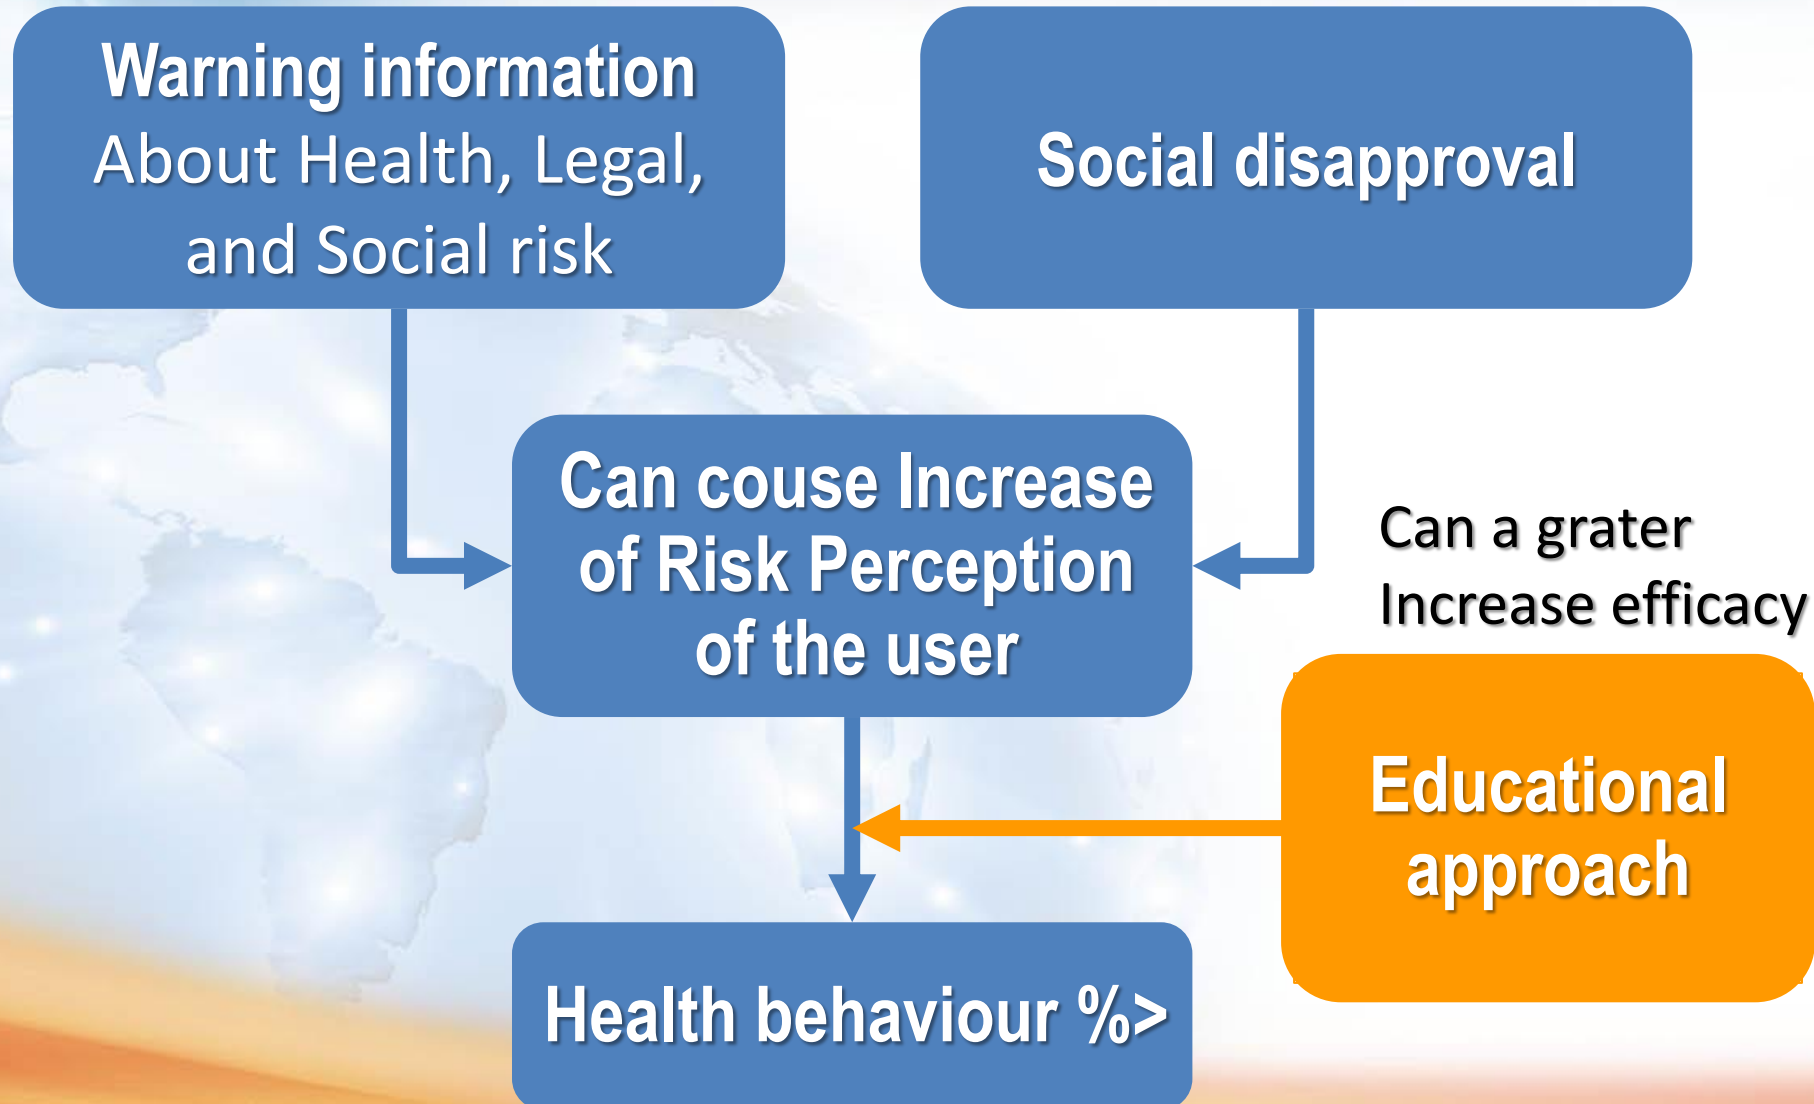 Warning information
About Health, Legal,
and Social risk
Social disapproval
Can couse Increase
of Risk Perception
of the user
Can a grater
Increase efficacy
Educational
approach
Health behaviour %>